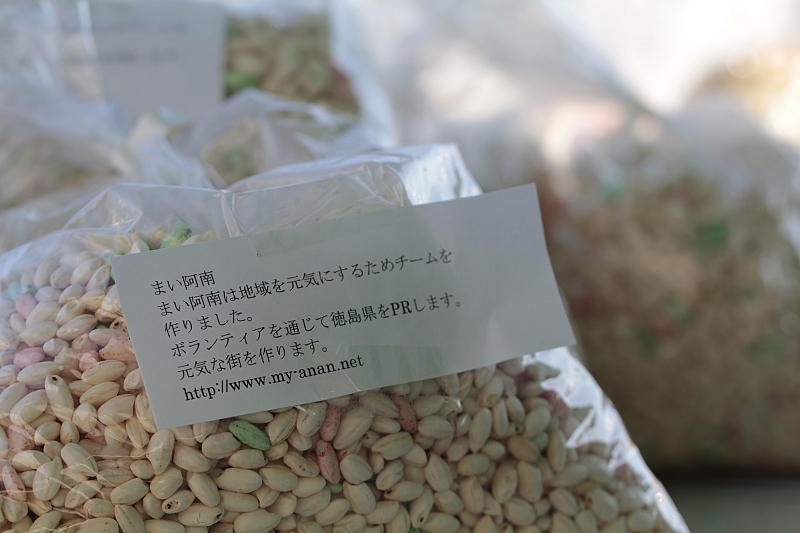 まい阿南
まい阿南は地域を元気にするためチームを
作りました。
ボランティアを通じて徳島県をPRします。
元気な街を作ります。
http://www.my-anan.net